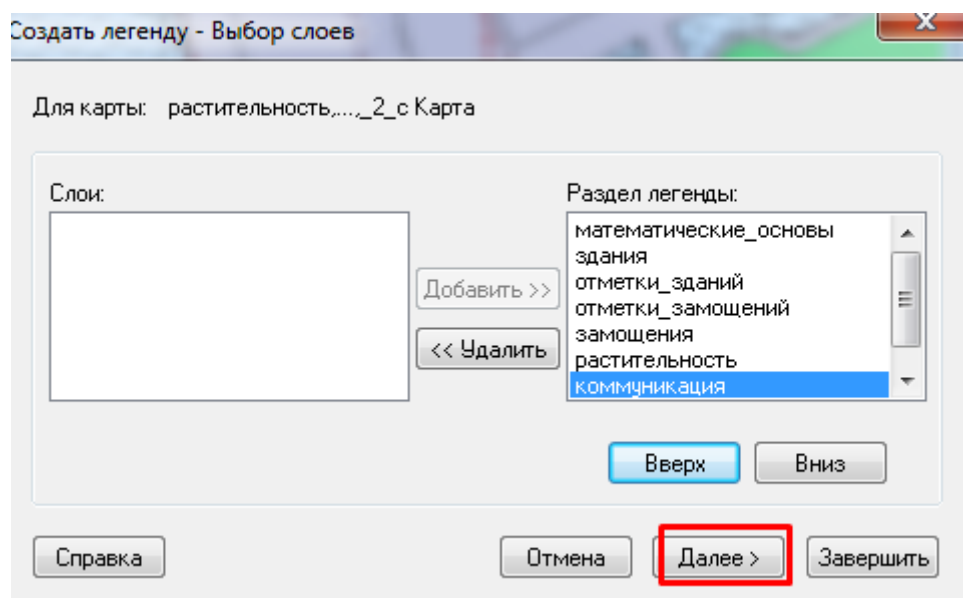 Создать легенду - Выбор слоев
Для карты: растительность,...,_2_с Карта
Слои:
Раздел легенды:
математические_основы
здания
отметки_зданий
отметки_замощений
замощения
растительность
коммуникация
Добавить >>
<< Удалить
Вверх Вниз
Справка Отмена Далее > Завершить